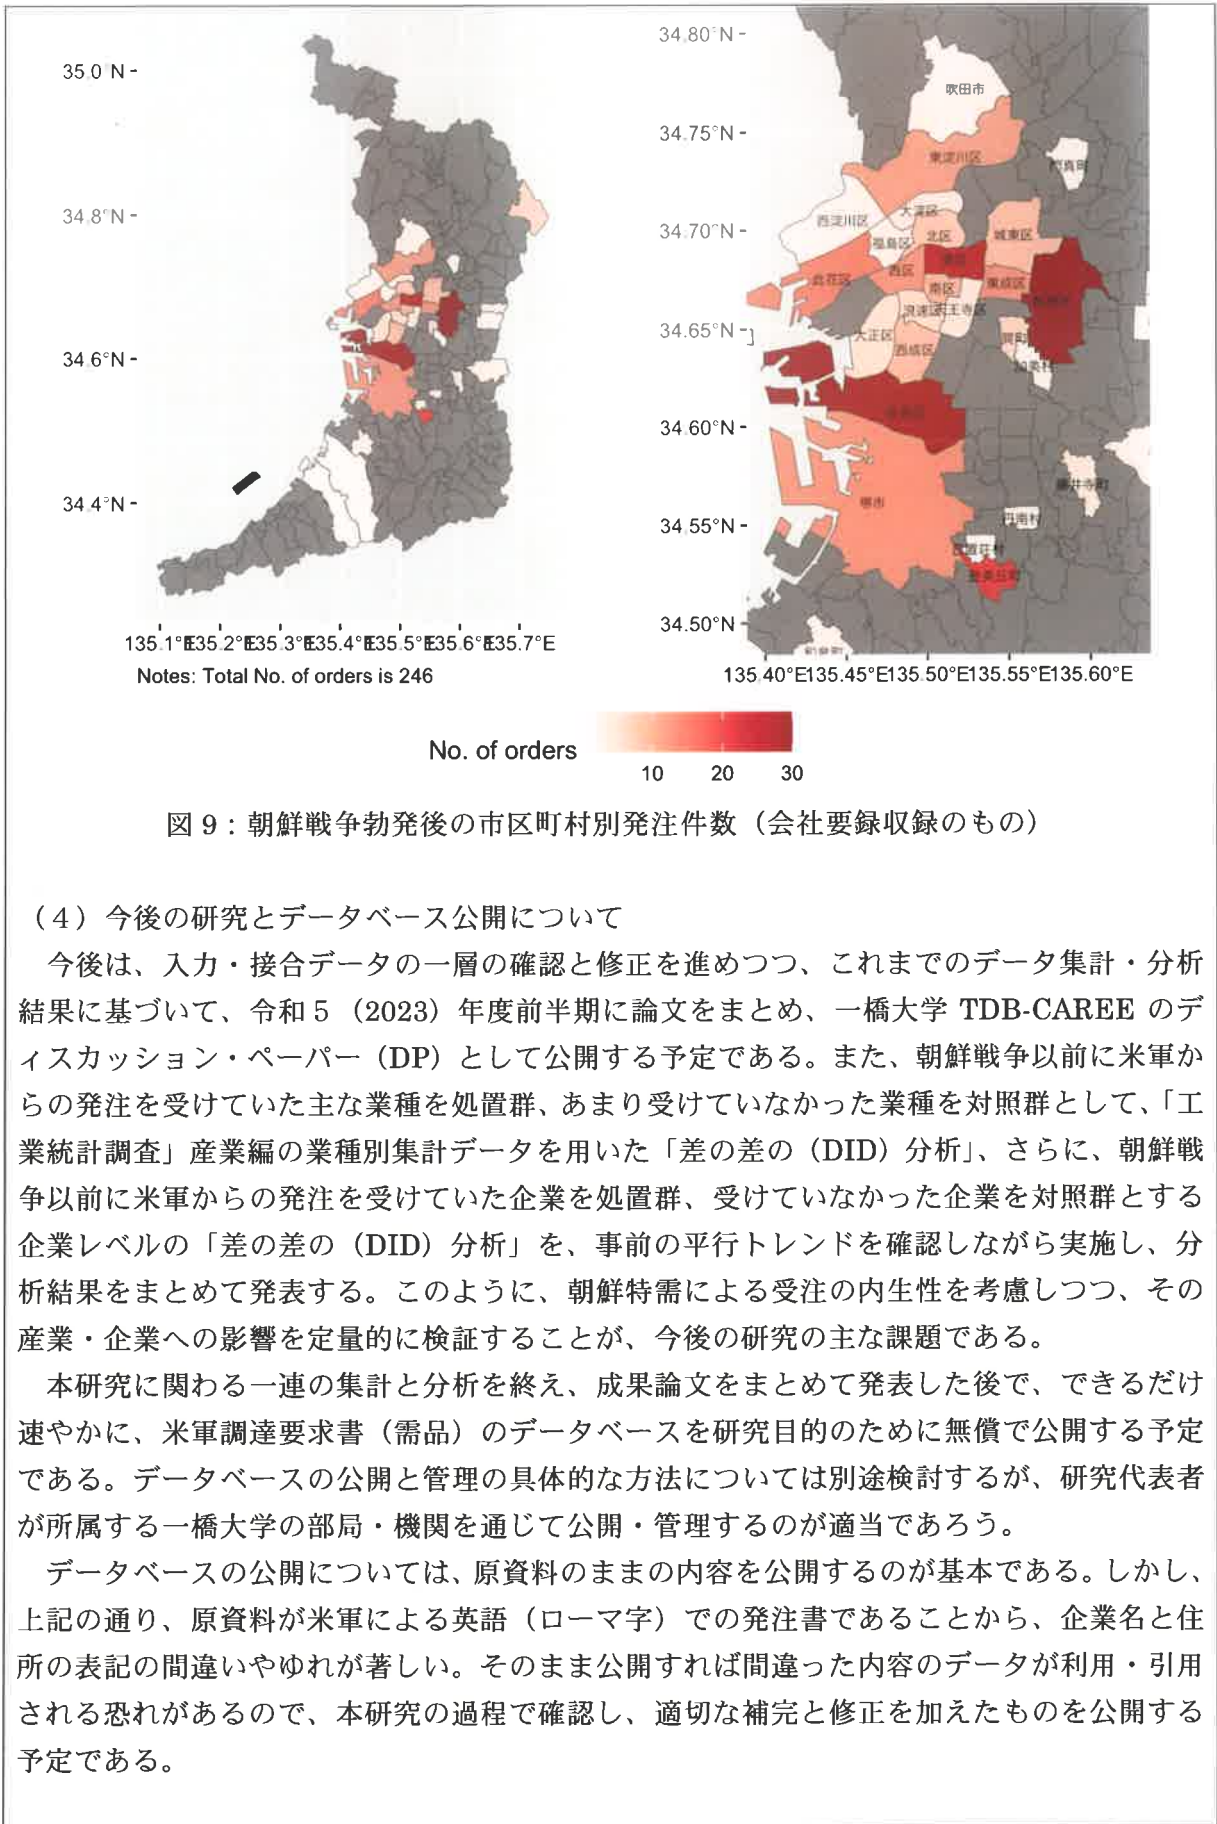 35.0°N
34.8°N
34.6°N
34.4°N
135.1°E135.2°E135.3°E135.4°E135.5°E135.6°E135.7°E
Notes: Total No. of orders is 246
34.80°N
34.75°N
34.70°N
34.65°N
34.60°N
34.55°N
34.50°N
吹田市
東淀川区
門真町
西淀川区
大淀区
福島区
北区
城東区
此花区
西区
東区
東成区
南区
浪速区
天王寺区
大正区
西成区
巽町
加美村
住吉区
堺市
藤井寺町
丹南村
日置荘村
登美丘町
和泉町
135.40°E135.45°E135.50°E135.55°E135.60°E
No. of orders
10 20 30
図9:朝鮮戦争勃発後の市区町村別発注件数(会社要録収録のもの)
(4)今後の研究とデータベース公開について
今後は、入力・接合データの一層の確認と修正を進めつつ、これまでのデータ集計・分析
結果に基づいて、令和5(2023)年度前半期に論文をまとめ、一橋大学 TDB-CAREE のデ
ィスカッション・ペーパー(DP)として公開する予定である。また、朝鮮戦争以前に米軍か
らの発注を受けていた主な業種を処置群、あまり受けていなかった業種を対照群として、「工
業統計調査」産業編の業種別集計データを用いた「差の差の(DID)分析」、さらに、朝鮮戦
争以前に米軍からの発注を受けていた企業を処置群、受けていなかった企業を対照群とする
企業レベルの「差の差の(DID)分析」を、事前の平行トレンドを確認しながら実施し、分
析結果をまとめて発表する。このように、朝鮮特需による受注の内生性を考慮しつつ、その
産業・企業への影響を定量的に検証することが、今後の研究の主な課題である。
本研究に関わる一連の集計と分析を終え、成果論文をまとめて発表した後で、できるだけ
速やかに、米軍調達要求書(需品)のデータベースを研究目的のために無償で公開する予定
である。データベースの公開と管理の具体的な方法については別途検討するが、研究代表者
が所属する一橋大学の部局・機関を通じて公開・管理するのが適当であろう。
データベースの公開については、原資料のままの内容を公開するのが基本である。しかし、
上記の通り、原資料が米軍による英語(ローマ字)での発注書であることから、企業名と住
所の表記の間違いやゆれが著しい。そのまま公開すれば間違った内容のデータが利用・引用
される恐れがあるので、本研究の過程で確認し、適切な補完と修正を加えたものを公開する
予定である。